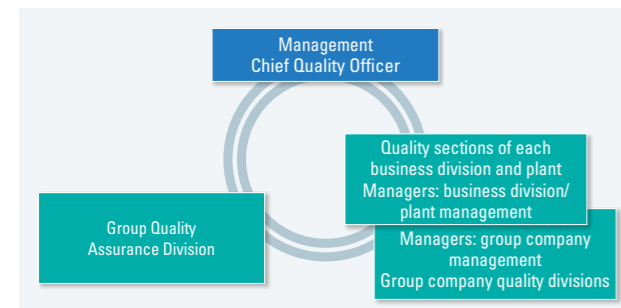 Management
Chief Quality Officer
Quality sections of each
business division and plant
Managers: business division/
plant management
Group Quality
Assurance Division
Managers: group company
management
Group company quality divisions